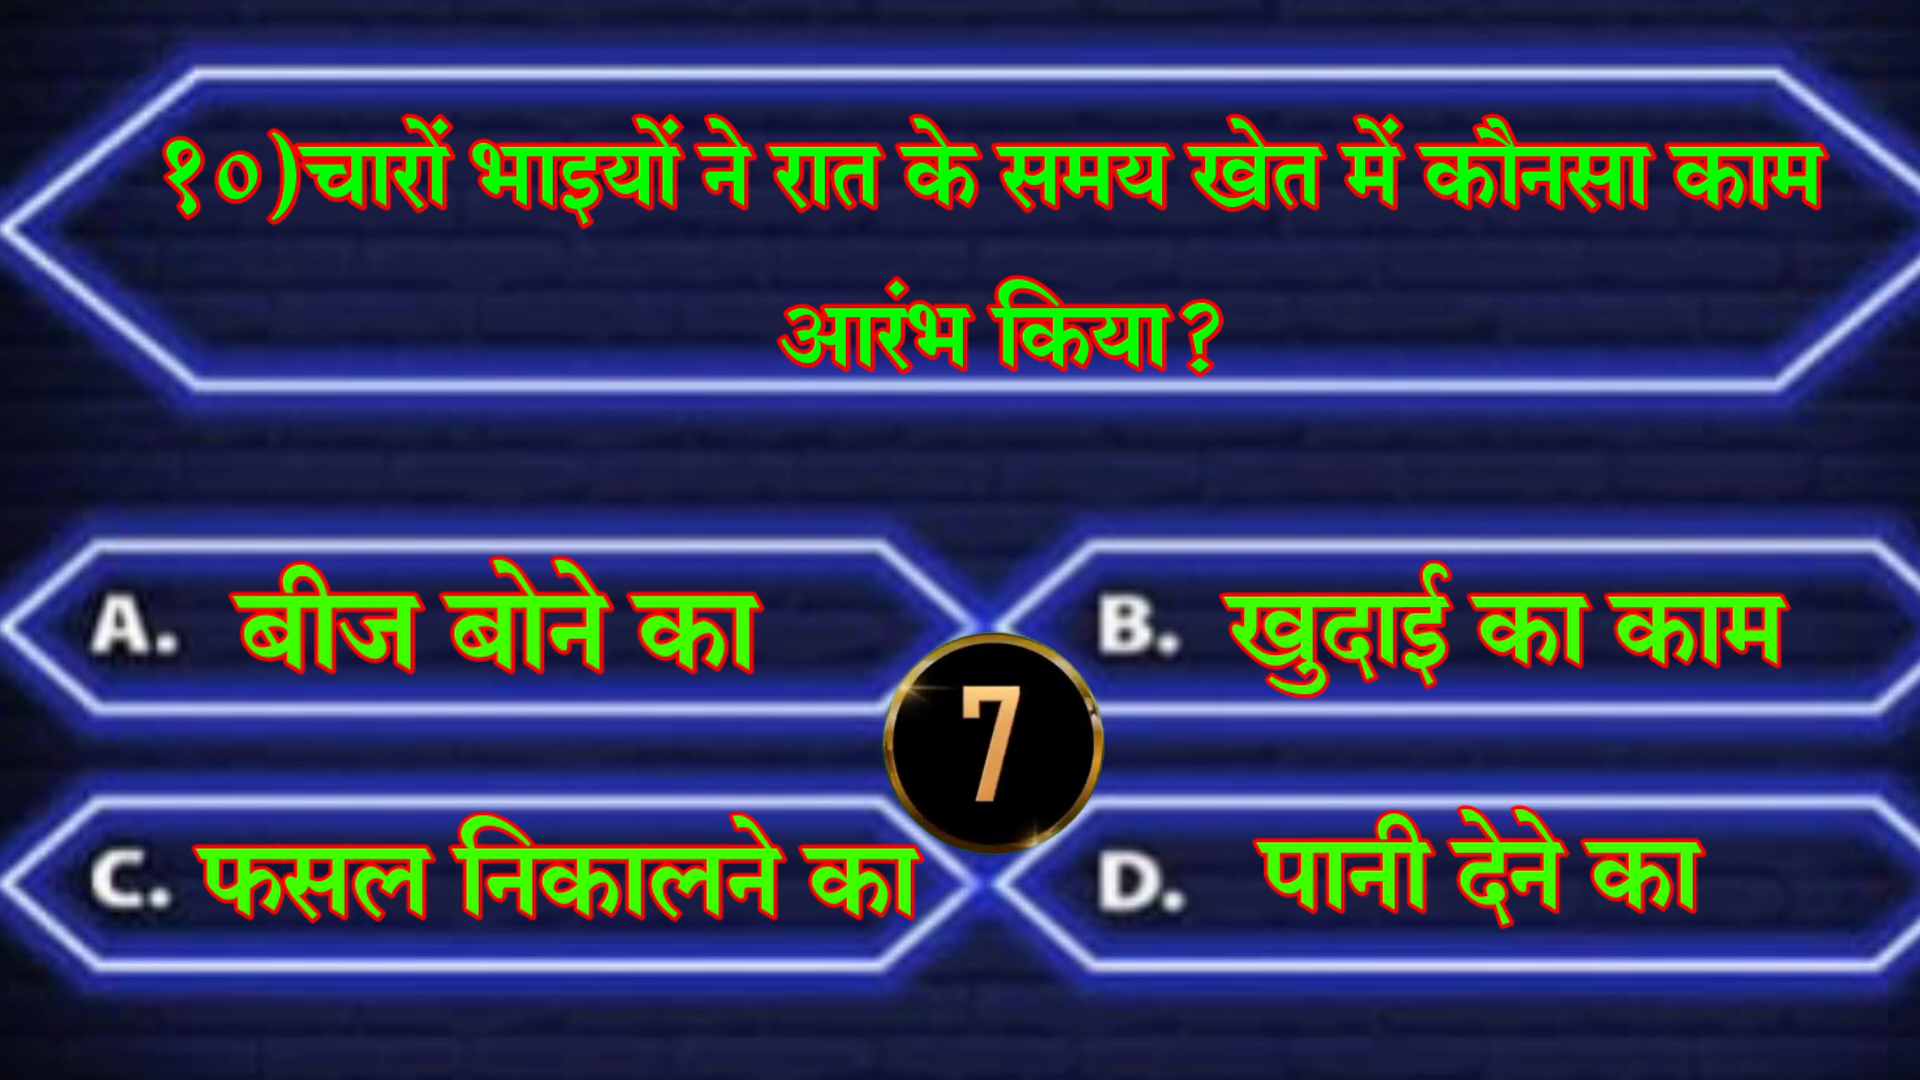 १०)चारों भाइयों ने रात के समय खेत में कौनसा काम
आरंभ किया?
A. बीज बोने का
B. खुदाई का काम
7
C. फसल निकालने का
D. पानी देने का